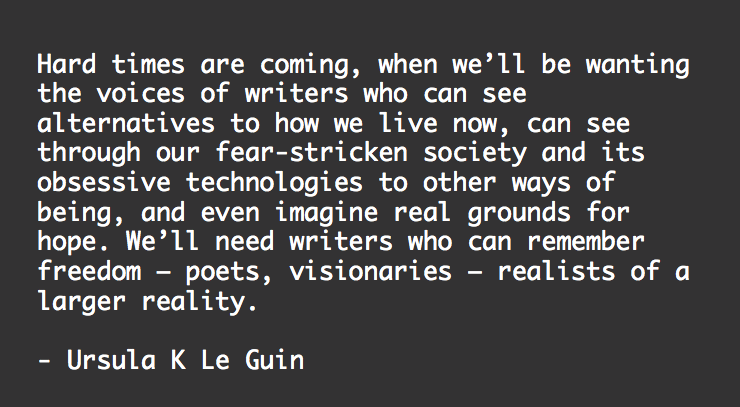 Hard times are coming, when we’ll be wanting
the voices of writers who can see
alternatives to how we live now, can see
through our fear-stricken society and its
obsessive technologies to other ways of
being, and even imagine real grounds for
hope. We’ll need writers who can remember
freedom – poets, visionaries – realists of a
larger reality.
- Ursula K Le Guin